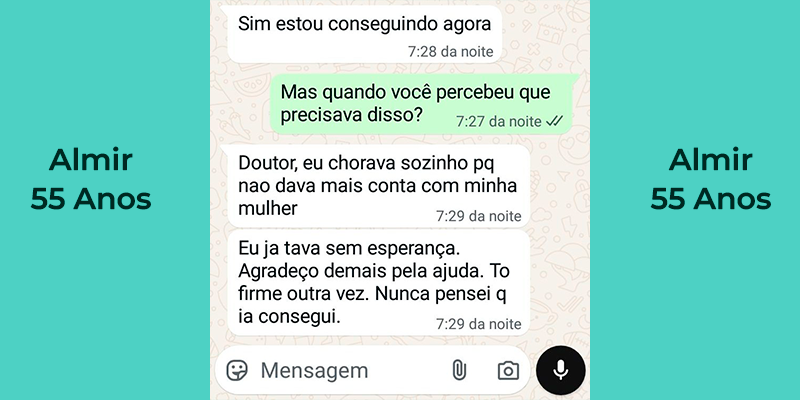 Sim estou conseguindo agora
7:28 da noite
Mas quando você percebeu que
precisava disso?
7:27 da noite
Almir
55 Anos
Doutor, eu chorava sozinho pq
nao dava mais conta com minha
mulher
7:29 da noite
Eu ja tava sem esperança.
Agradeço demais pela ajuda. To
firme outra vez. Nunca pensei q
ia consegui.
7:29 da noite
Mensagem
Almir
55 Anos